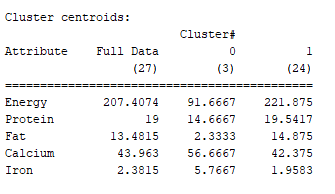 Cluster centroids:
Cluster#
Attribute Full Data 0 1
(27) (3) (24)
==============================================
Energy 207.4074 91.6667 221.875
Protein 19 14.6667 19.5417
Fat 13.4815 2.3333 14.875
Calcium 43.963 56.6667 42.375
Iron 2.3815 5.7667 1.9583